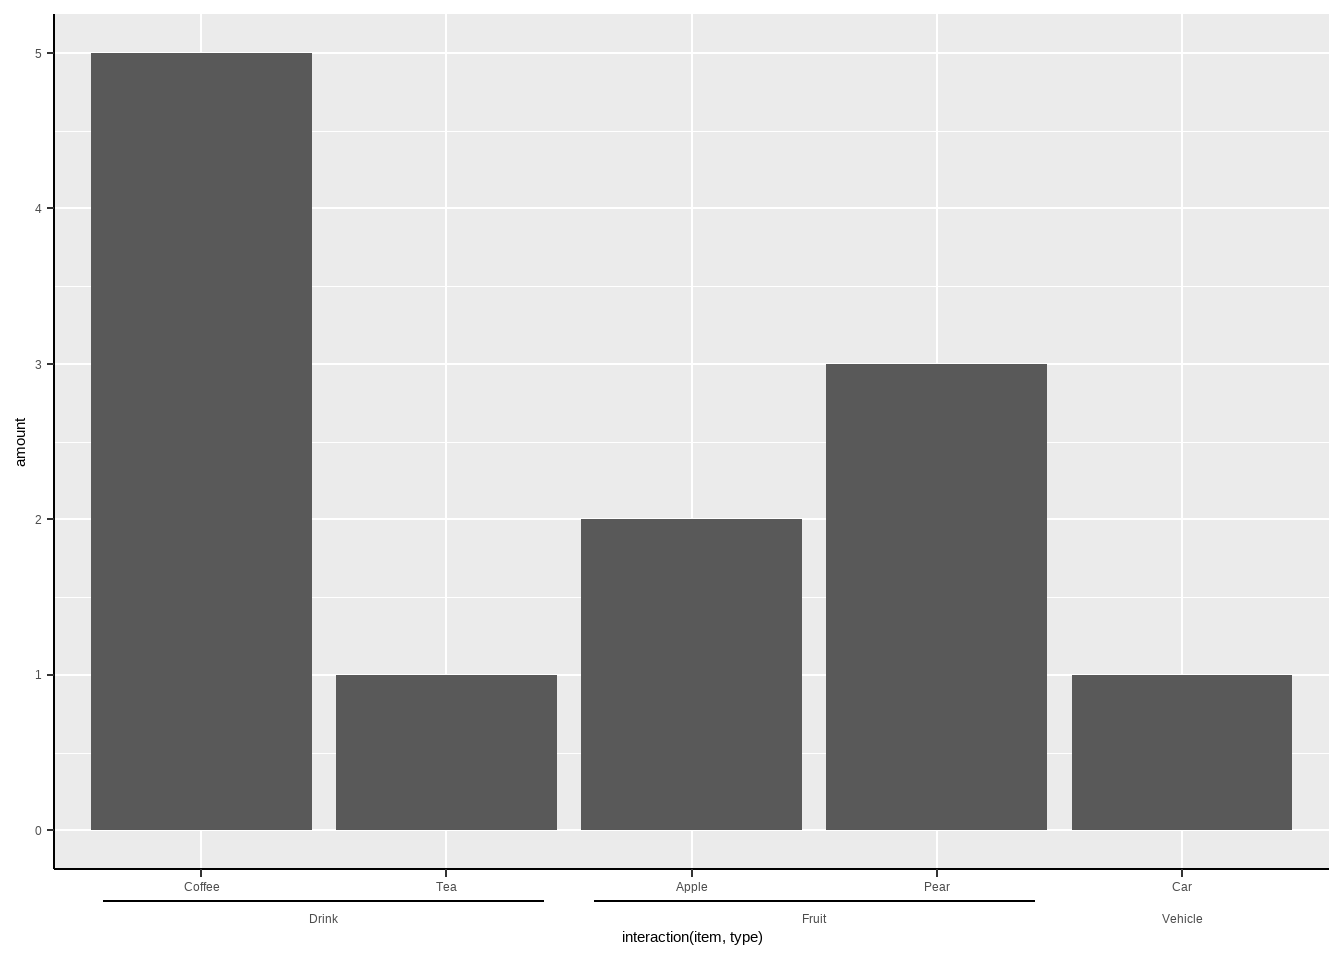 5
4
3
2
1
0
amount
Coffee Tea Apple Pear Car
Drink Fruit Vehicle
interaction(item, type)